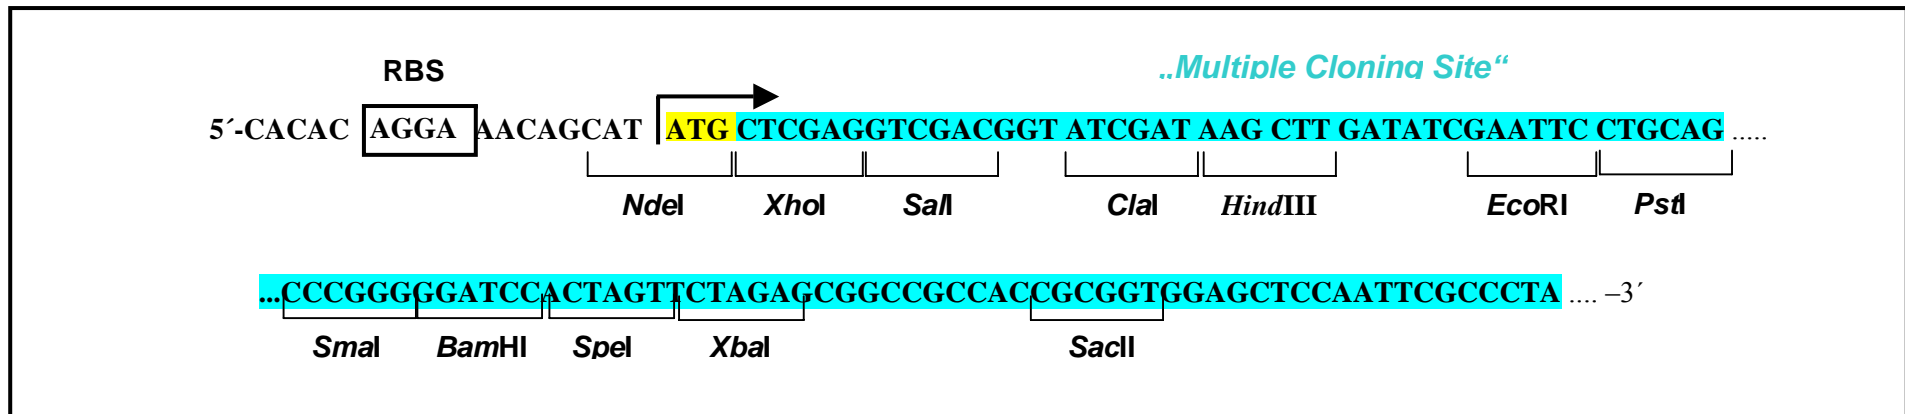 RBS
„Multiple Cloning Site“
5´-CACAC AGGA AACAGCAT ATG CTCGAGGTCGACGGT ATCGAT AAG CTT GATATCGAATTC CTGCAG .....
NdeI XhoI SalI ClaI HindIII EcoRI PstI
...CCCGGGGGATCCACTAGTTCTAGAGCGGCCGCCACCGCGGTGGAGCTCCAATTCGCCCTA .... –3´
SmaI BamHI SpeI XbaI SacII